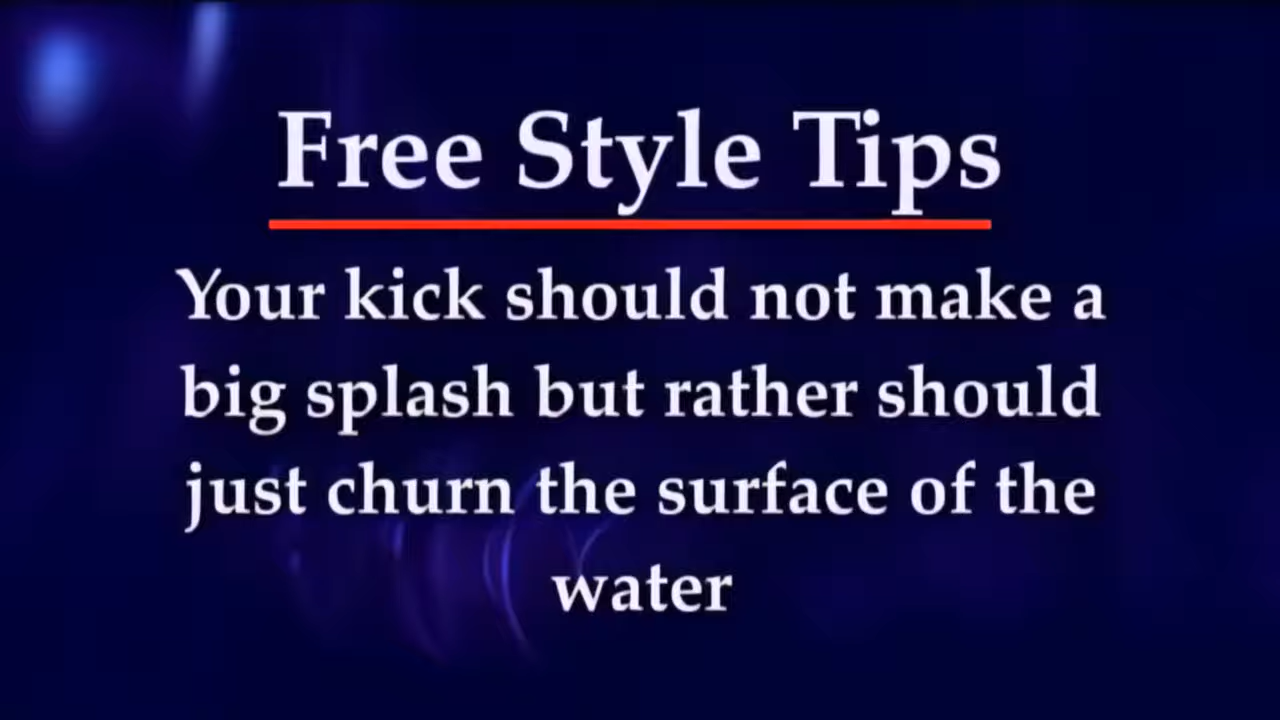 Free Style Tips
Your kick should not make a
big splash but rather should
just churn the surface of the
water